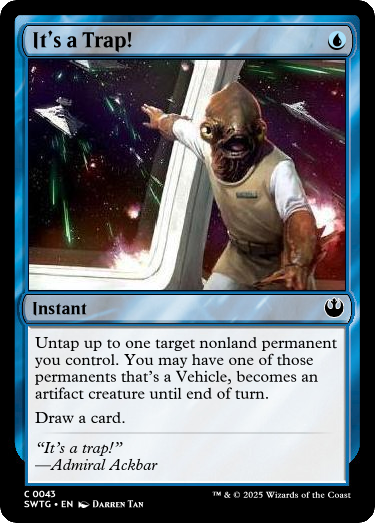 It's a Trap!
Instant
Untap up to one target nonland permanent
you control. You may have one of those
permanents that's a Vehicle, becomes an
artifact creature until end of turn.
Draw a card.
“It's a trap!”
—Admiral Ackbar
C 0043
SWTG • EN Darren Tan
™ & © 2025 Wizards of the Coast